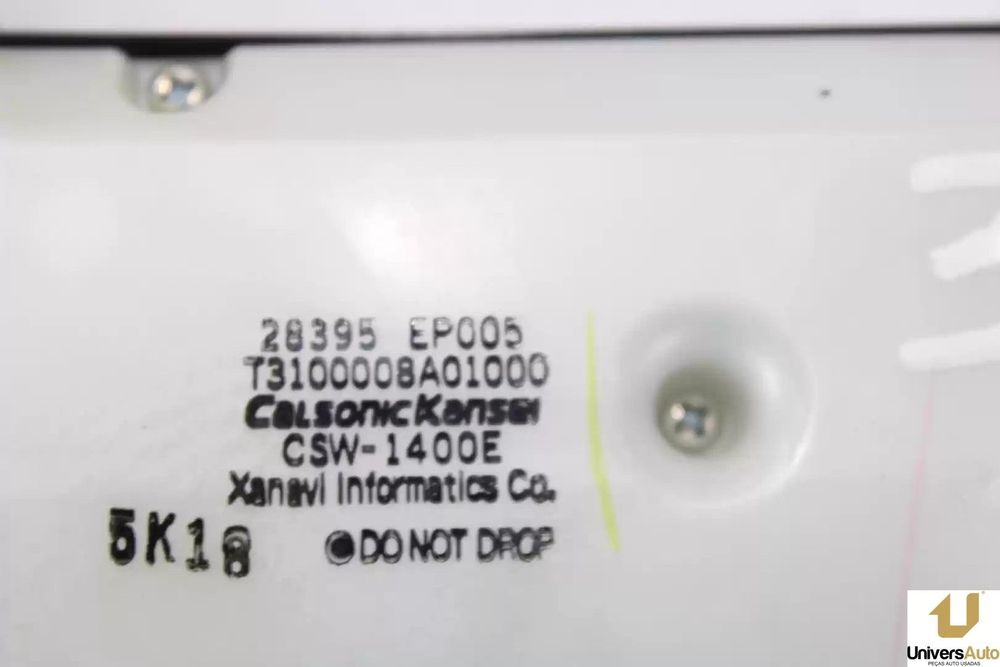 28395 EP005
T3100008A01000
CalsonicKansei
CSW-1400E
Xanavi Informatics Co.
5K18
●DO NOT DROP
UniversAuto
PEÇAS AUTO USADAS